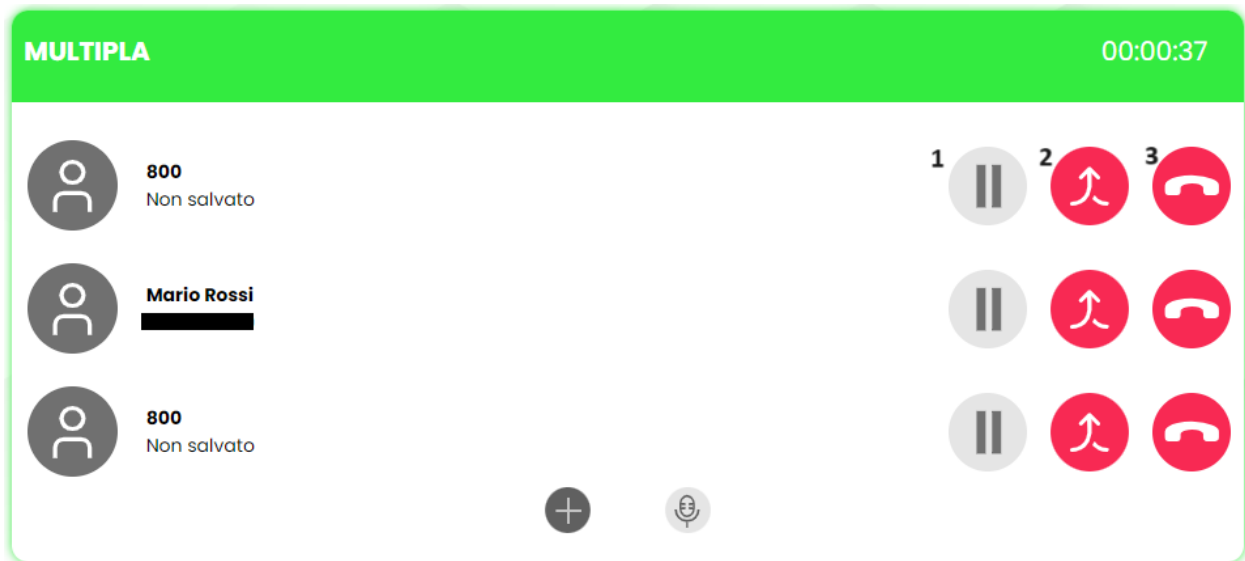 MULTIPLA 00:00:37
800
Non salvato
1 2 3
Mario Rossi
800
Non salvato